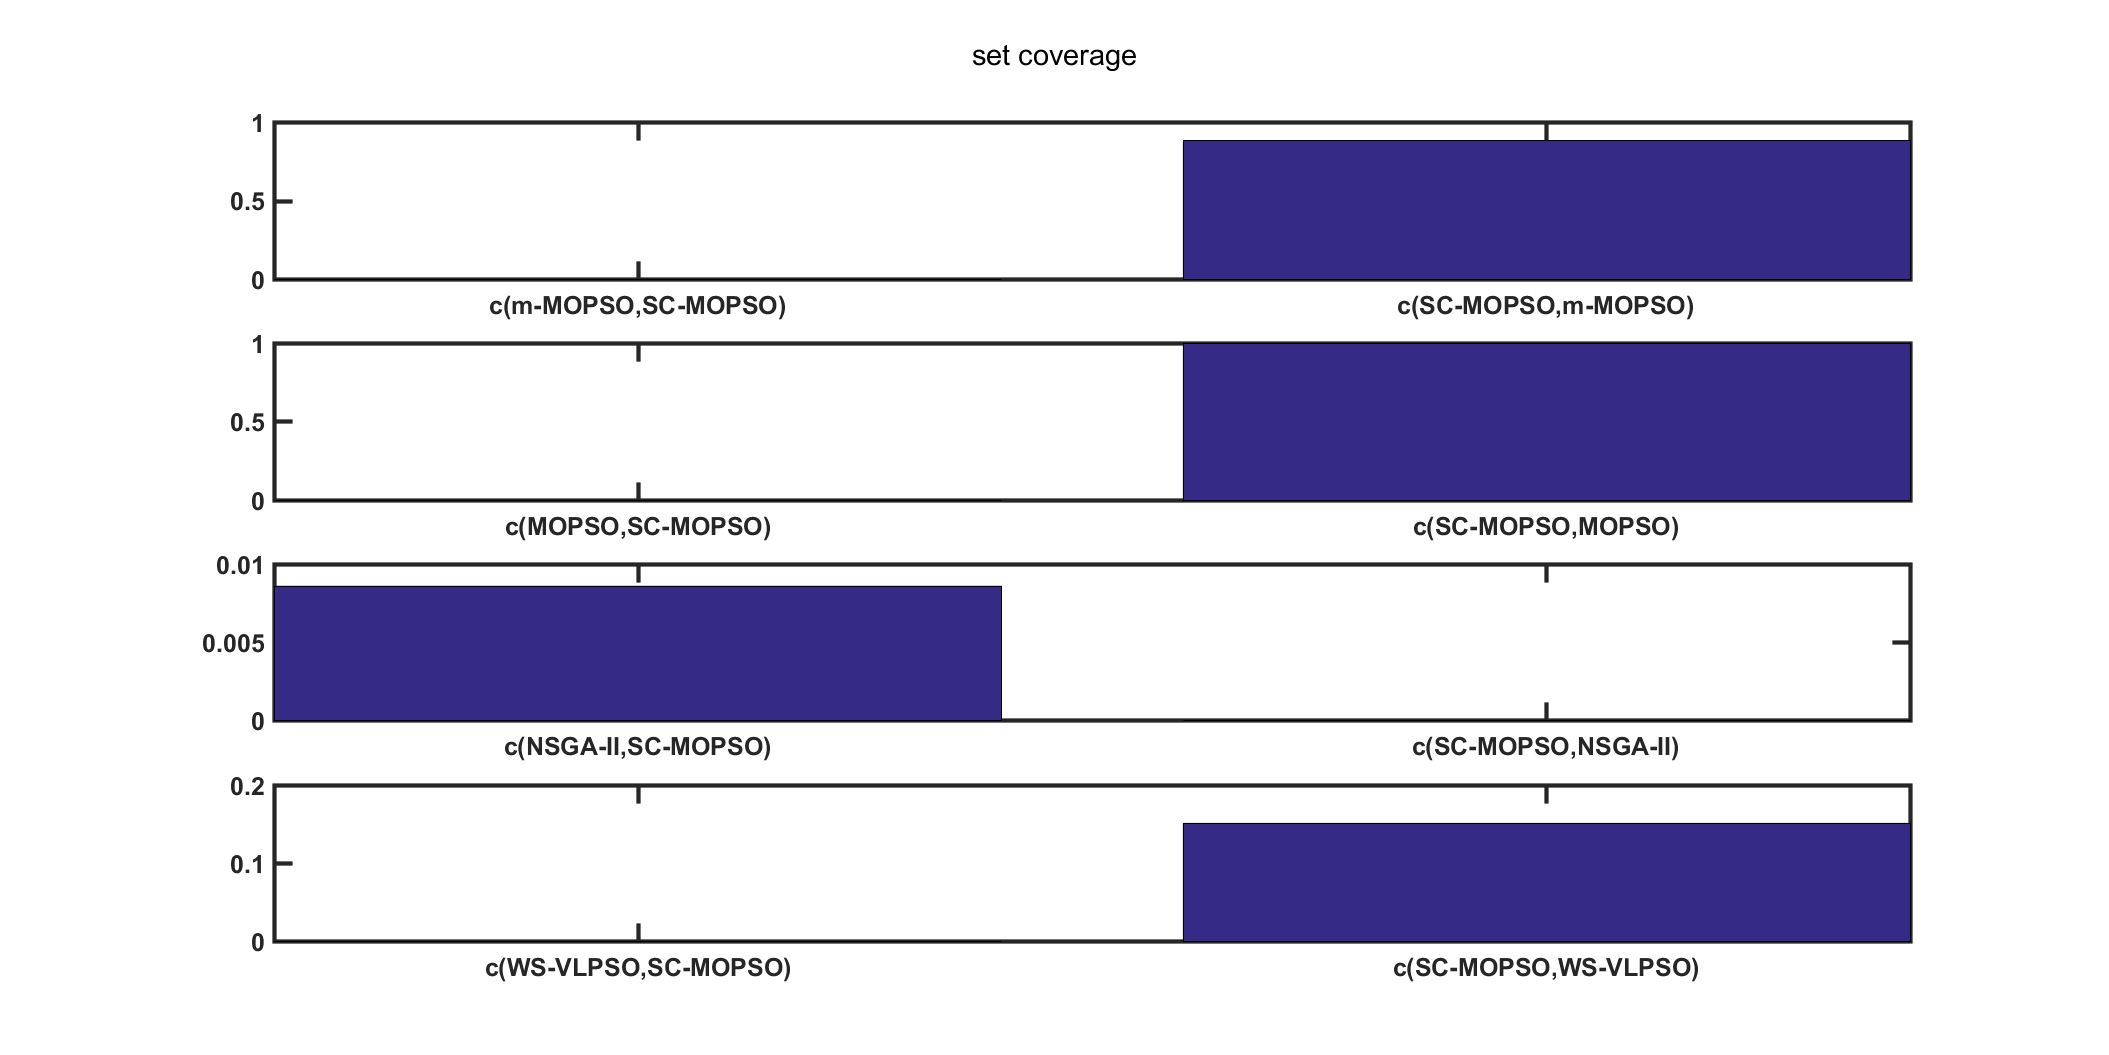 set coverage
1
0.5
0
c(m-MOPSO,SC-MOPSO) c(SC-MOPSO,m-MOPSO)
1
0.5
0
c(MOPSO,SC-MOPSO) c(SC-MOPSO,MOPSO)
0.01
0.005
0
c(NSGA-II,SC-MOPSO) c(SC-MOPSO,NSGA-II)
0.2
0.1
0
c(WS-VLPSO,SC-MOPSO) c(SC-MOPSO,WS-VLPSO)